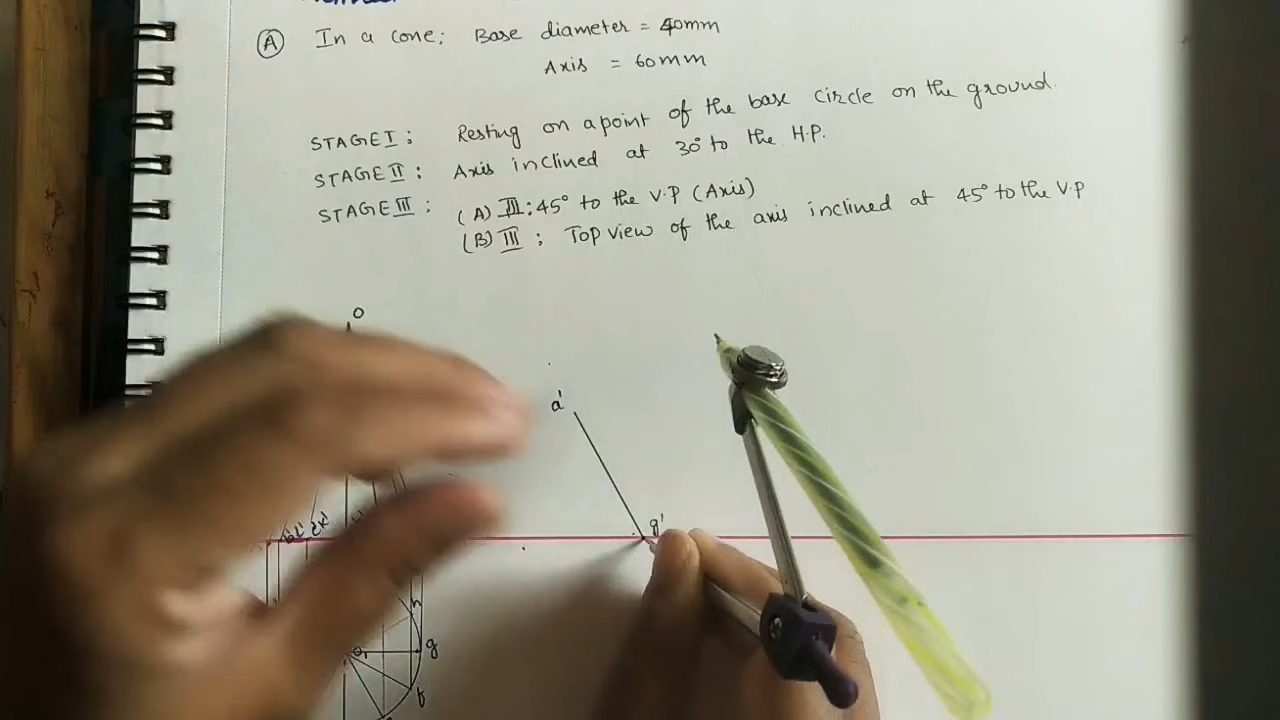 Ⓐ In a cone; Base diameter = 40mm
Axis = 60mm
STAGE I : Resting on a point of the base circle on the ground.
STAGE II : Axis inclined at 30° to the H.P.
STAGE III : (A) III : 45° to the V.P (Axis)
(B) III ; Top view of the axis inclined at 45° to the V.P
o
a'
g'
h
o₁ g
f